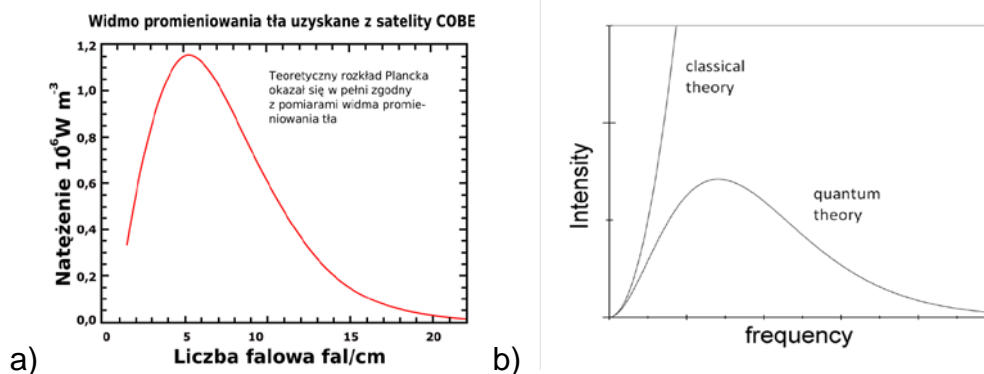 Widmo promieniowania tła uzyskane z satelity COBE
1,2
1,0
0,8
0,6
0,4
0,2
0,0
Natężenie 10⁶W m⁻³
Teoretyczny rozkład Plancka
okazał się w pełni zgodny
z pomiarami widma promie-
niowania tła
0 5 10 15 20
Liczba falowa fal/cm
a)
Intensity
classical
theory
quantum
theory
frequency
b)